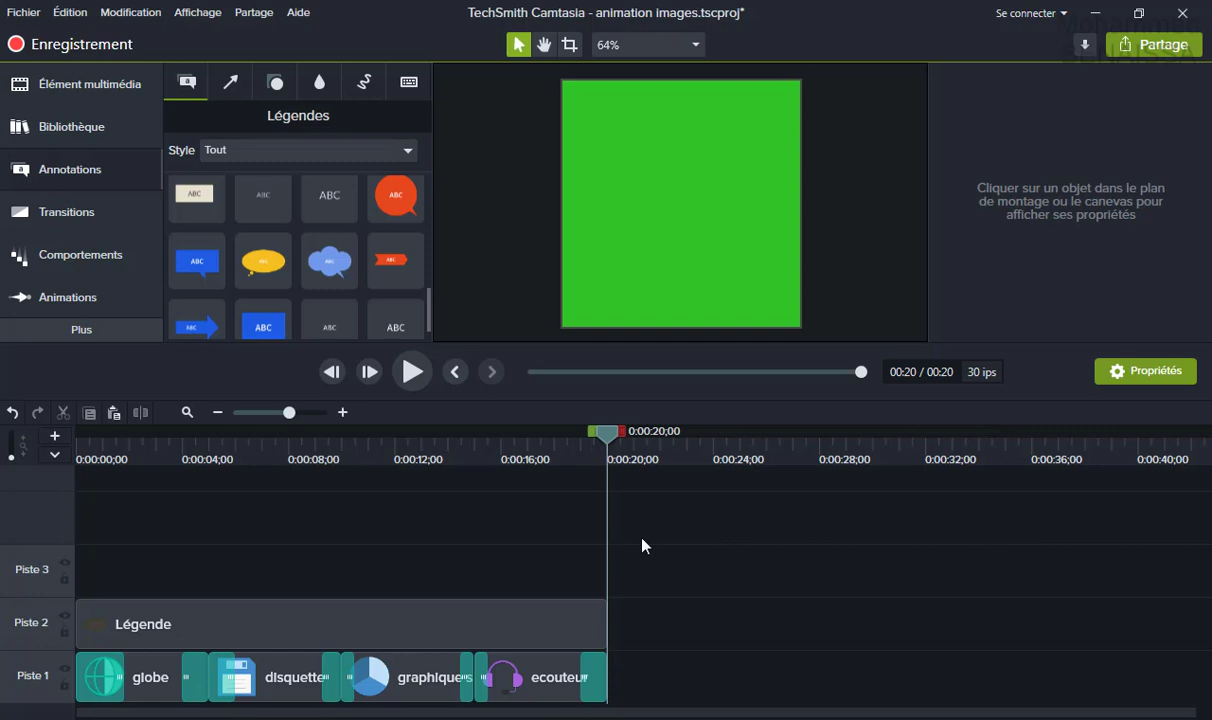 Fichier Édition Modification Affichage Partage Aide
TechSmith Camtasia - animation images.tscproj*
Se connecter
Enregistrement
64%
Partage
Élément multimédia
Bibliothèque
Annotations
Transitions
Comportements
Animations
Plus
Légendes
Style Tout
ABC ABC ABC ABC
ABC ABC ABC ABC
ABC ABC ABC ABC
Cliquer sur un objet dans le plan
de montage ou le canevas pour
afficher ses propriétés
00:20 / 00:20 30 ips
Propriétés
0:00:20;00
0:00:00;00 0:00:04;00 0:00:08;00 0:00:12;00 0:00:16;00 0:00:20;00 0:00:24;00 0:00:28;00 0:00:32;00 0:00:36;00 0:00:40;00
Piste 3
Piste 2
Légende
Piste 1
globe disquette graphiques ecouteur